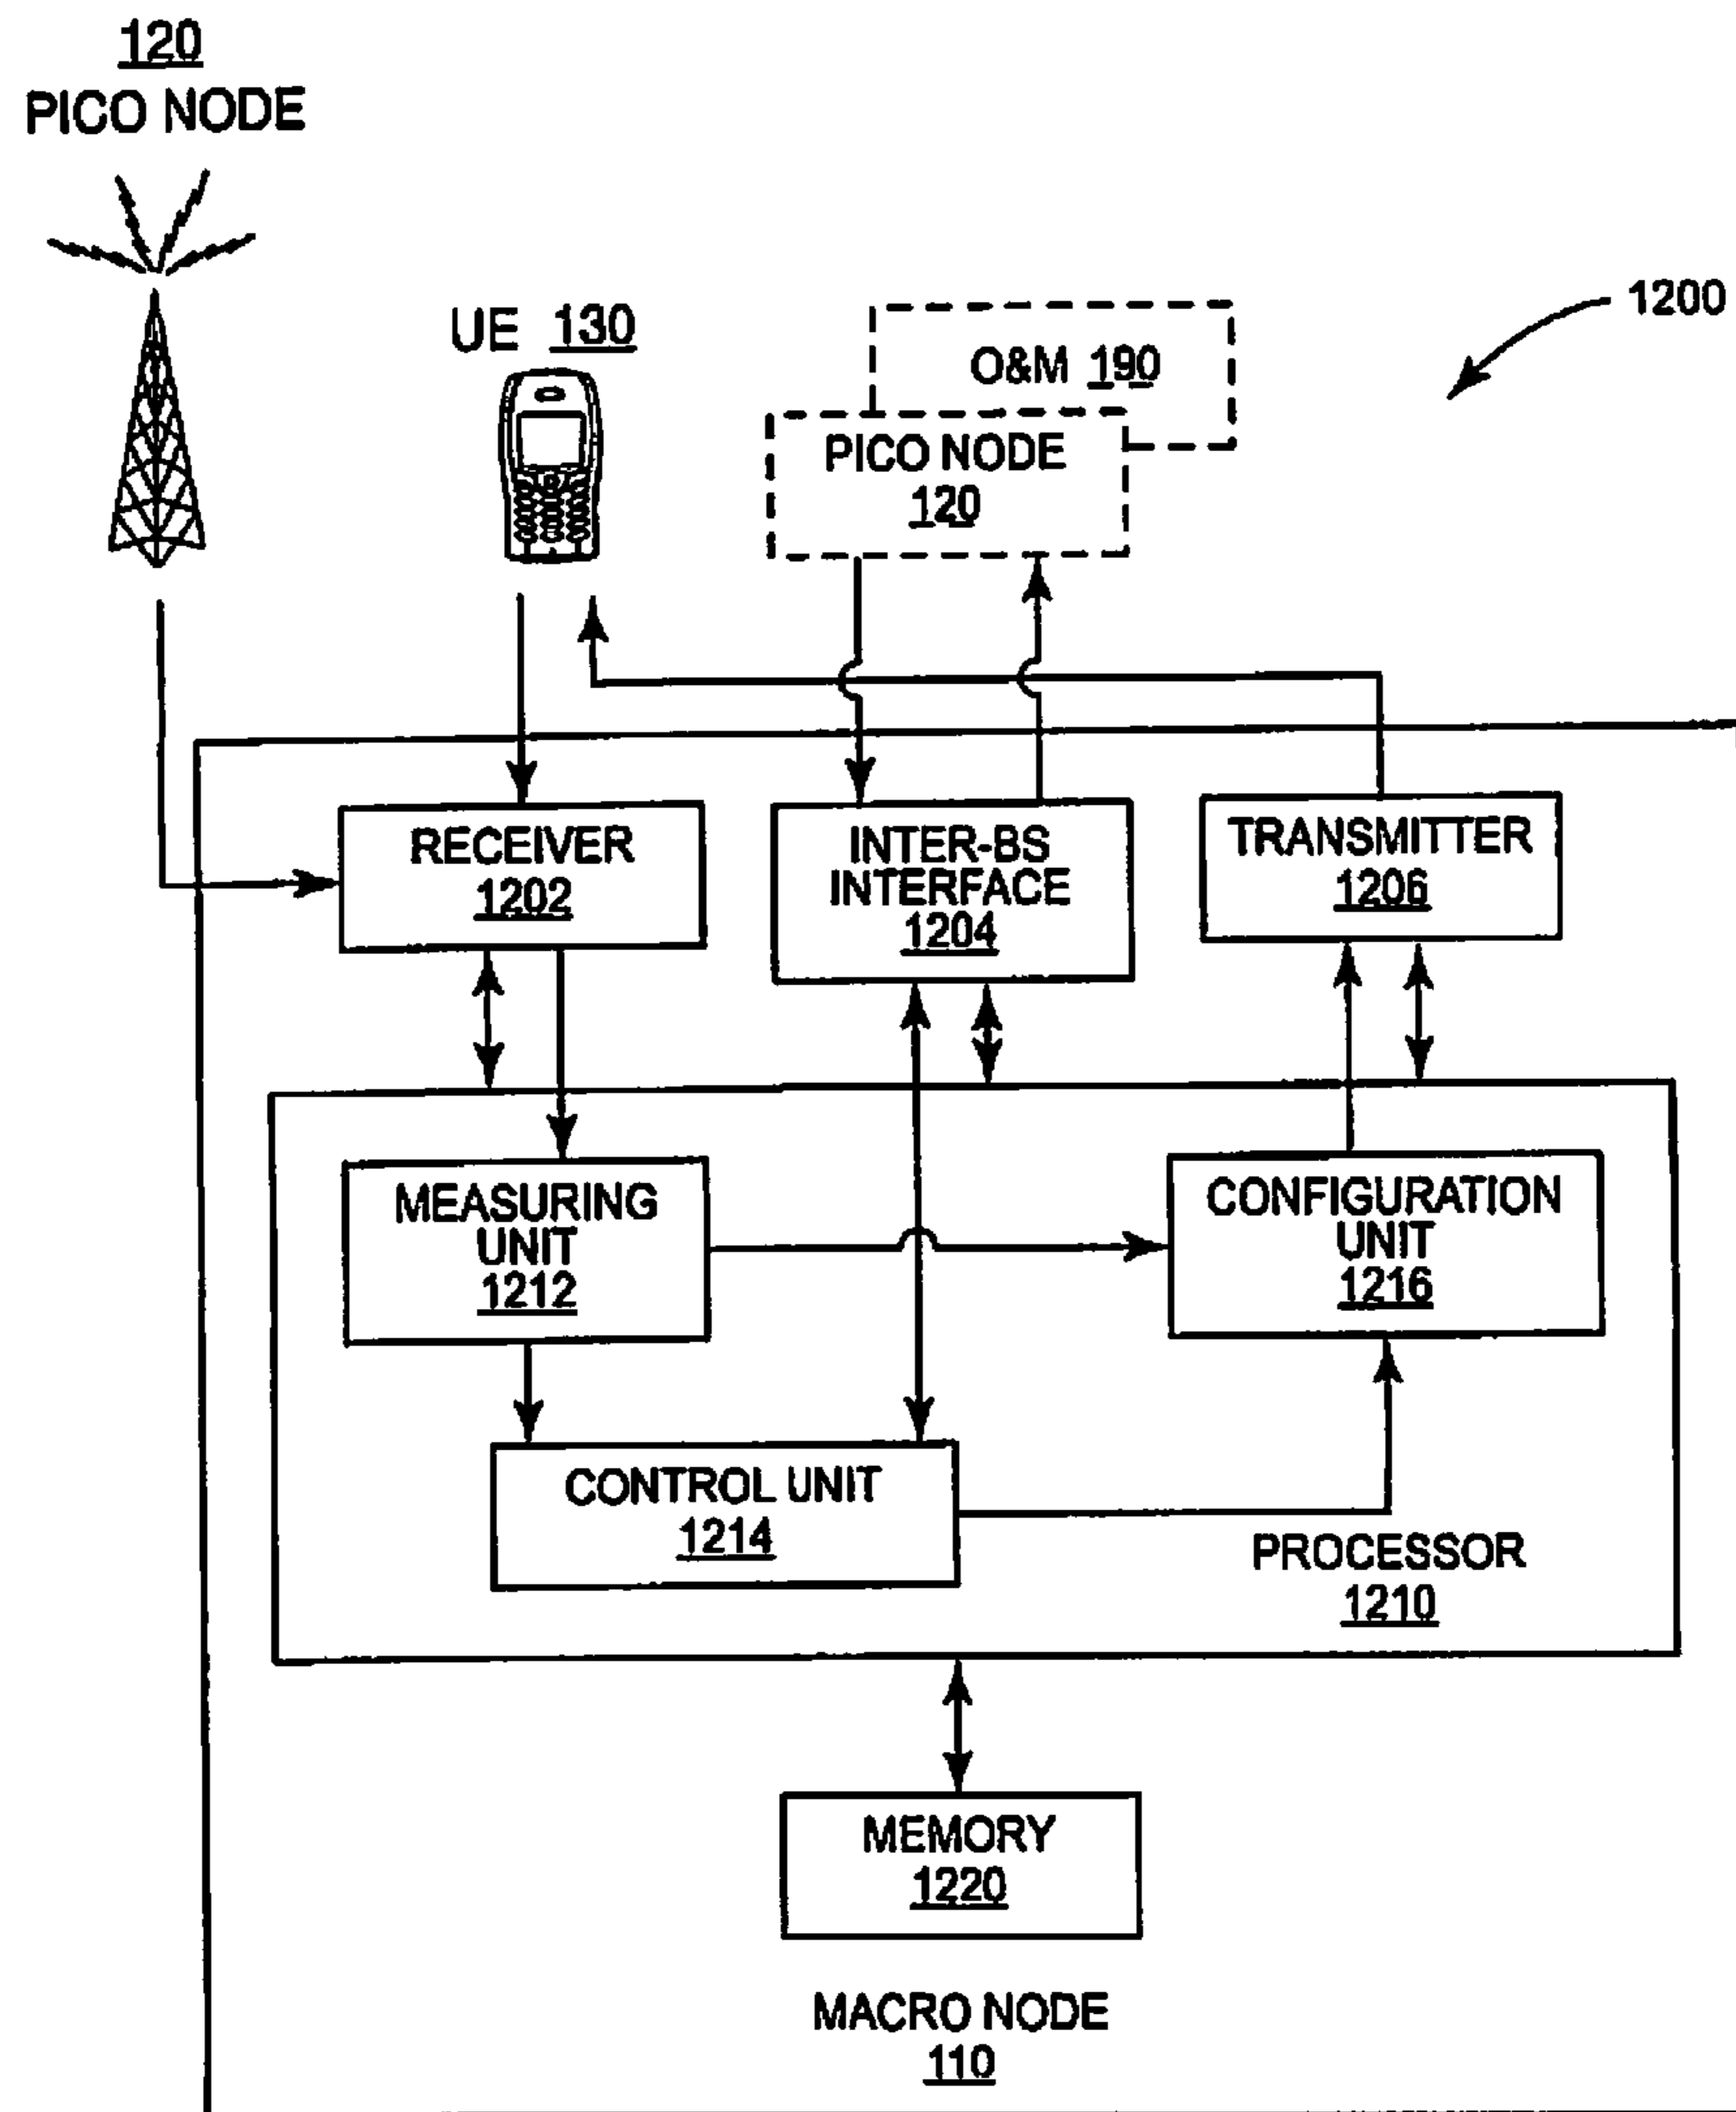 120
PICO NODE
1200
UE 130
O&M 190
PICO NODE
120
RECEIVER
1202
INTER-BS
INTERFACE
1204
TRANSMITTER
1206
MEASURING
UNIT
1212
CONFIGURATION
UNIT
1216
CONTROL UNIT
1214
PROCESSOR
1210
MEMORY
1220
MACRO NODE
110